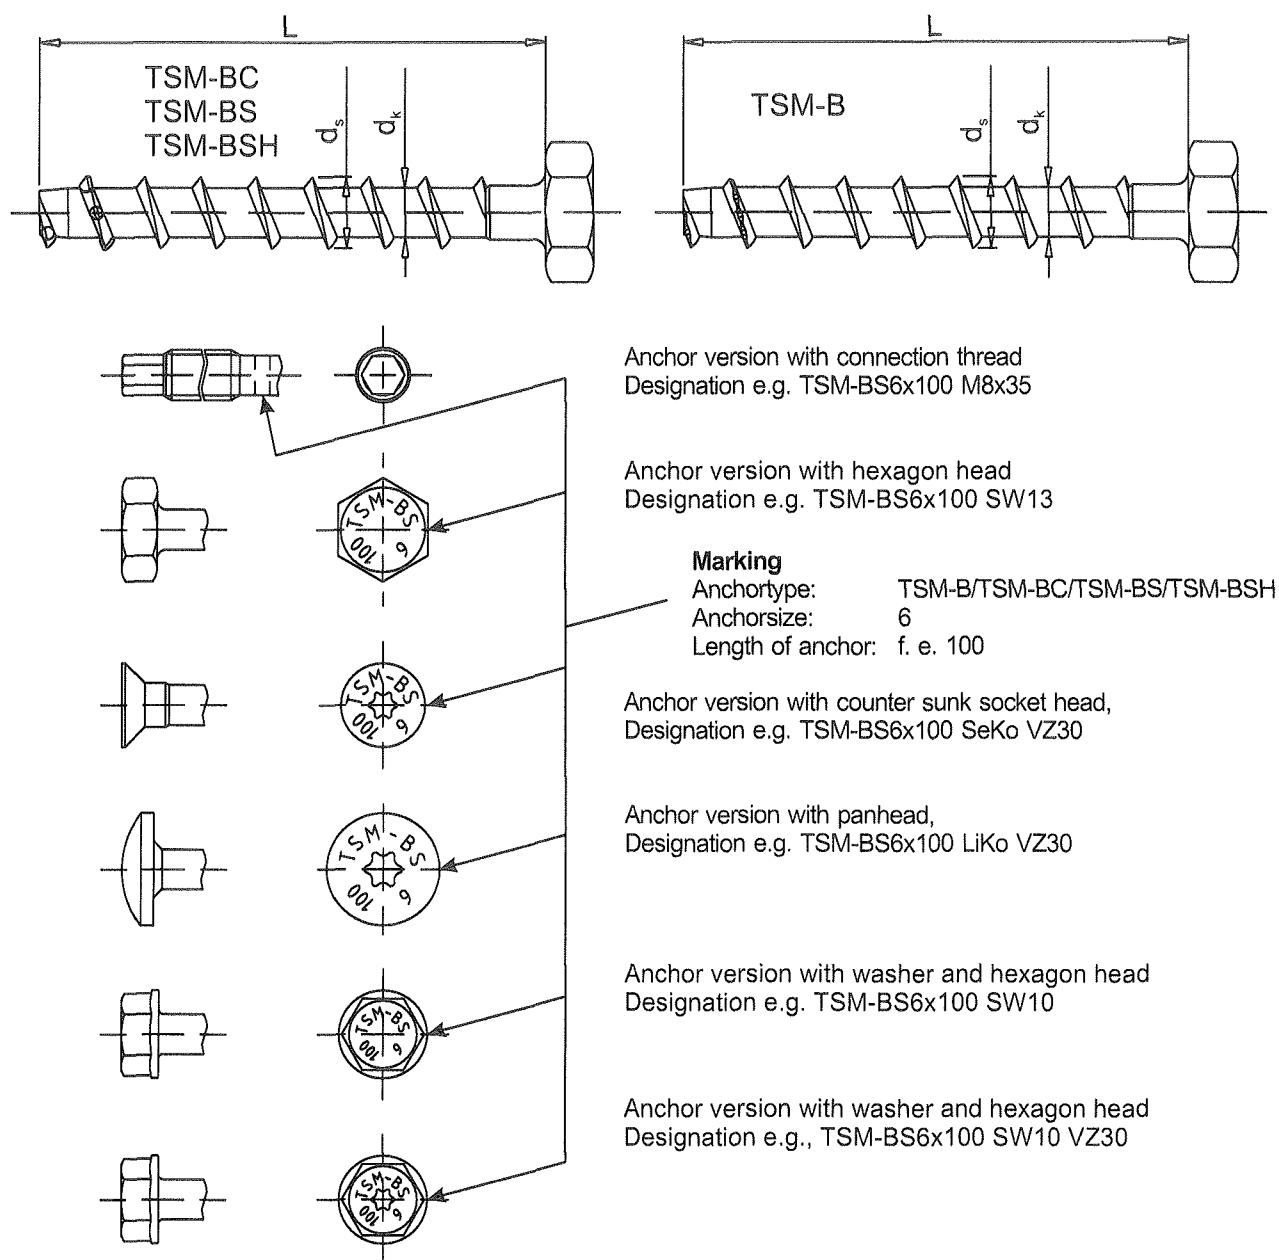 L
TSM-BC
TSM-BS
TSM-BSH
ds
dk
L
TSM-B
ds
dk
Anchor version with connection thread
Designation e.g. TSM-BS6x100 M8x35
Anchor version with hexagon head
Designation e.g. TSM-BS6x100 SW13
TSM-BS
100 6
Marking
Anchortype: TSM-B/TSM-BC/TSM-BS/TSM-BSH
Anchorsize: 6
Length of anchor: f. e. 100
Anchor version with counter sunk socket head,
Designation e.g. TSM-BS6x100 SeKo VZ30
TSM-BS
100 6
Anchor version with panhead,
Designation e.g. TSM-BS6x100 LiKo VZ30
TSM-BS
100 6
Anchor version with washer and hexagon head
Designation e.g. TSM-BS6x100 SW10
TSM-BS
100 6
Anchor version with washer and hexagon head
Designation e.g., TSM-BS6x100 SW10 VZ30
TSM-BS
100 6